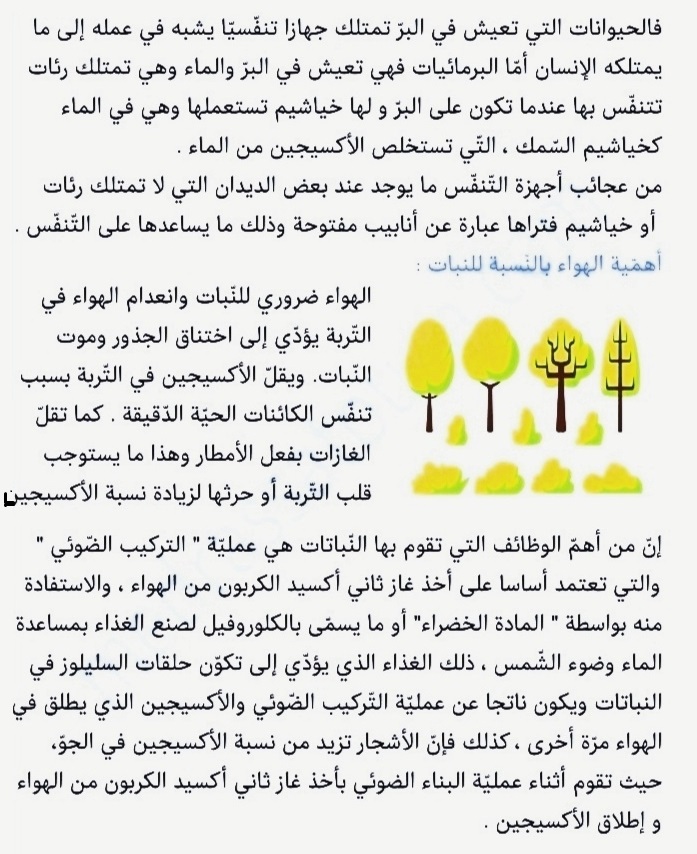 فالحيوانات التي تعيش في البرّ تمتلك جهازا تنفّسيّا يشبه في عمله إلى ما
يمتلكه الإنسان أمّا البرمائيات فهي تعيش في البرّ والماء وهي تمتلك رئات
تتنفّس بها عندما تكون على البرّ و لها خياشيم تستعملها وهي في الماء
كخياشيم السّمك ، التّي تستخلص الأكسيجين من الماء .
من عجائب أجهزة التّنفّس ما يوجد عند بعض الديدان التي لا تمتلك رئات
أو خياشيم فتراها عبارة عن أنابيب مفتوحة وذلك ما يساعدها على التّنفّس .
أهمّية الهواء بالنّسبة للنبات :
الهواء ضروري للنّبات وانعدام الهواء في
التّربة يؤدّي إلى اختناق الجذور وموت
النّبات. ويقلّ الأكسيجين في التّربة بسبب
تنفّس الكائنات الحيّة الدّقيقة . كما تقلّ
الغازات بفعل الأمطار وهذا ما يستوجب
قلب التّربة أو حرثها لزيادة نسبة الأكسيجين
إنّ من أهمّ الوظائف التي تقوم بها النّباتات هي عمليّة " التركيب الضّوئي "
والتي تعتمد أساسا على أخذ غاز ثاني أكسيد الكربون من الهواء ، والاستفادة
منه بواسطة " المادة الخضراء" أو ما يسمّى بالكلوروفيل لصنع الغذاء بمساعدة
الماء وضوء الشّمس ، ذلك الغذاء الذي يؤدّي إلى تكوّن حلقات السليلوز في
النباتات ويكون ناتجا عن عمليّة التّركيب الضّوئي والأكسيجين الذي يطلق في
الهواء مرّة أخرى ، كذلك فإنّ الأشجار تزيد من نسبة الأكسيجين في الجوّ،
حيث تقوم أثناء عمليّة البناء الضوئي بأخذ غاز ثاني أكسيد الكربون من الهواء
و إطلاق الأكسيجين .